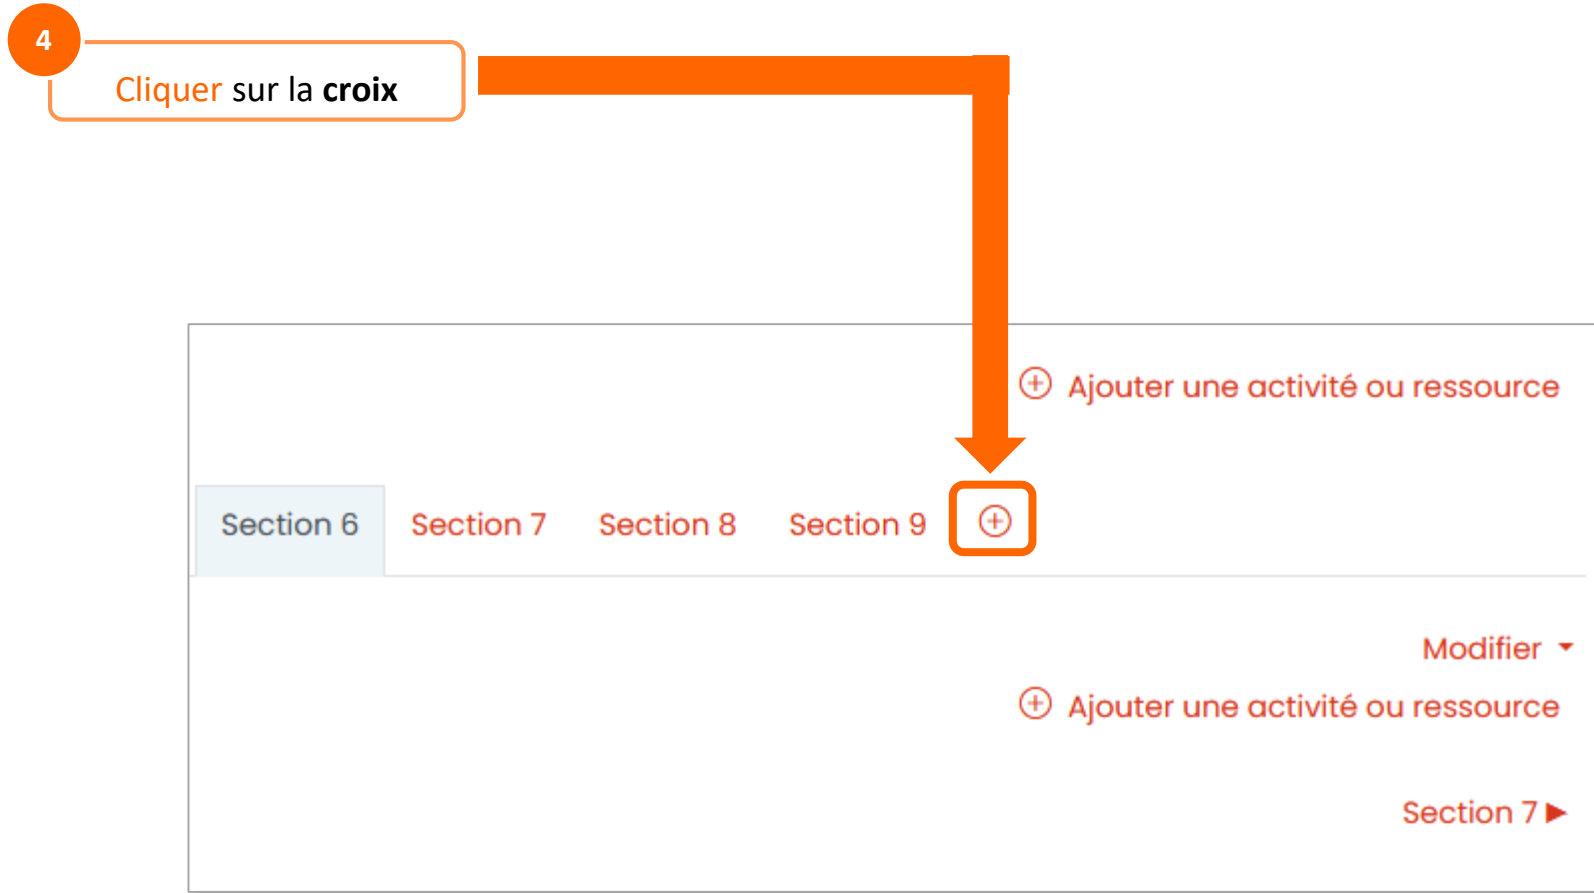 4
Cliquer sur la croix
Ajouter une activité ou ressource
Section 6 Section 7 Section 8 Section 9
Modifier
Ajouter une activité ou ressource
Section 7